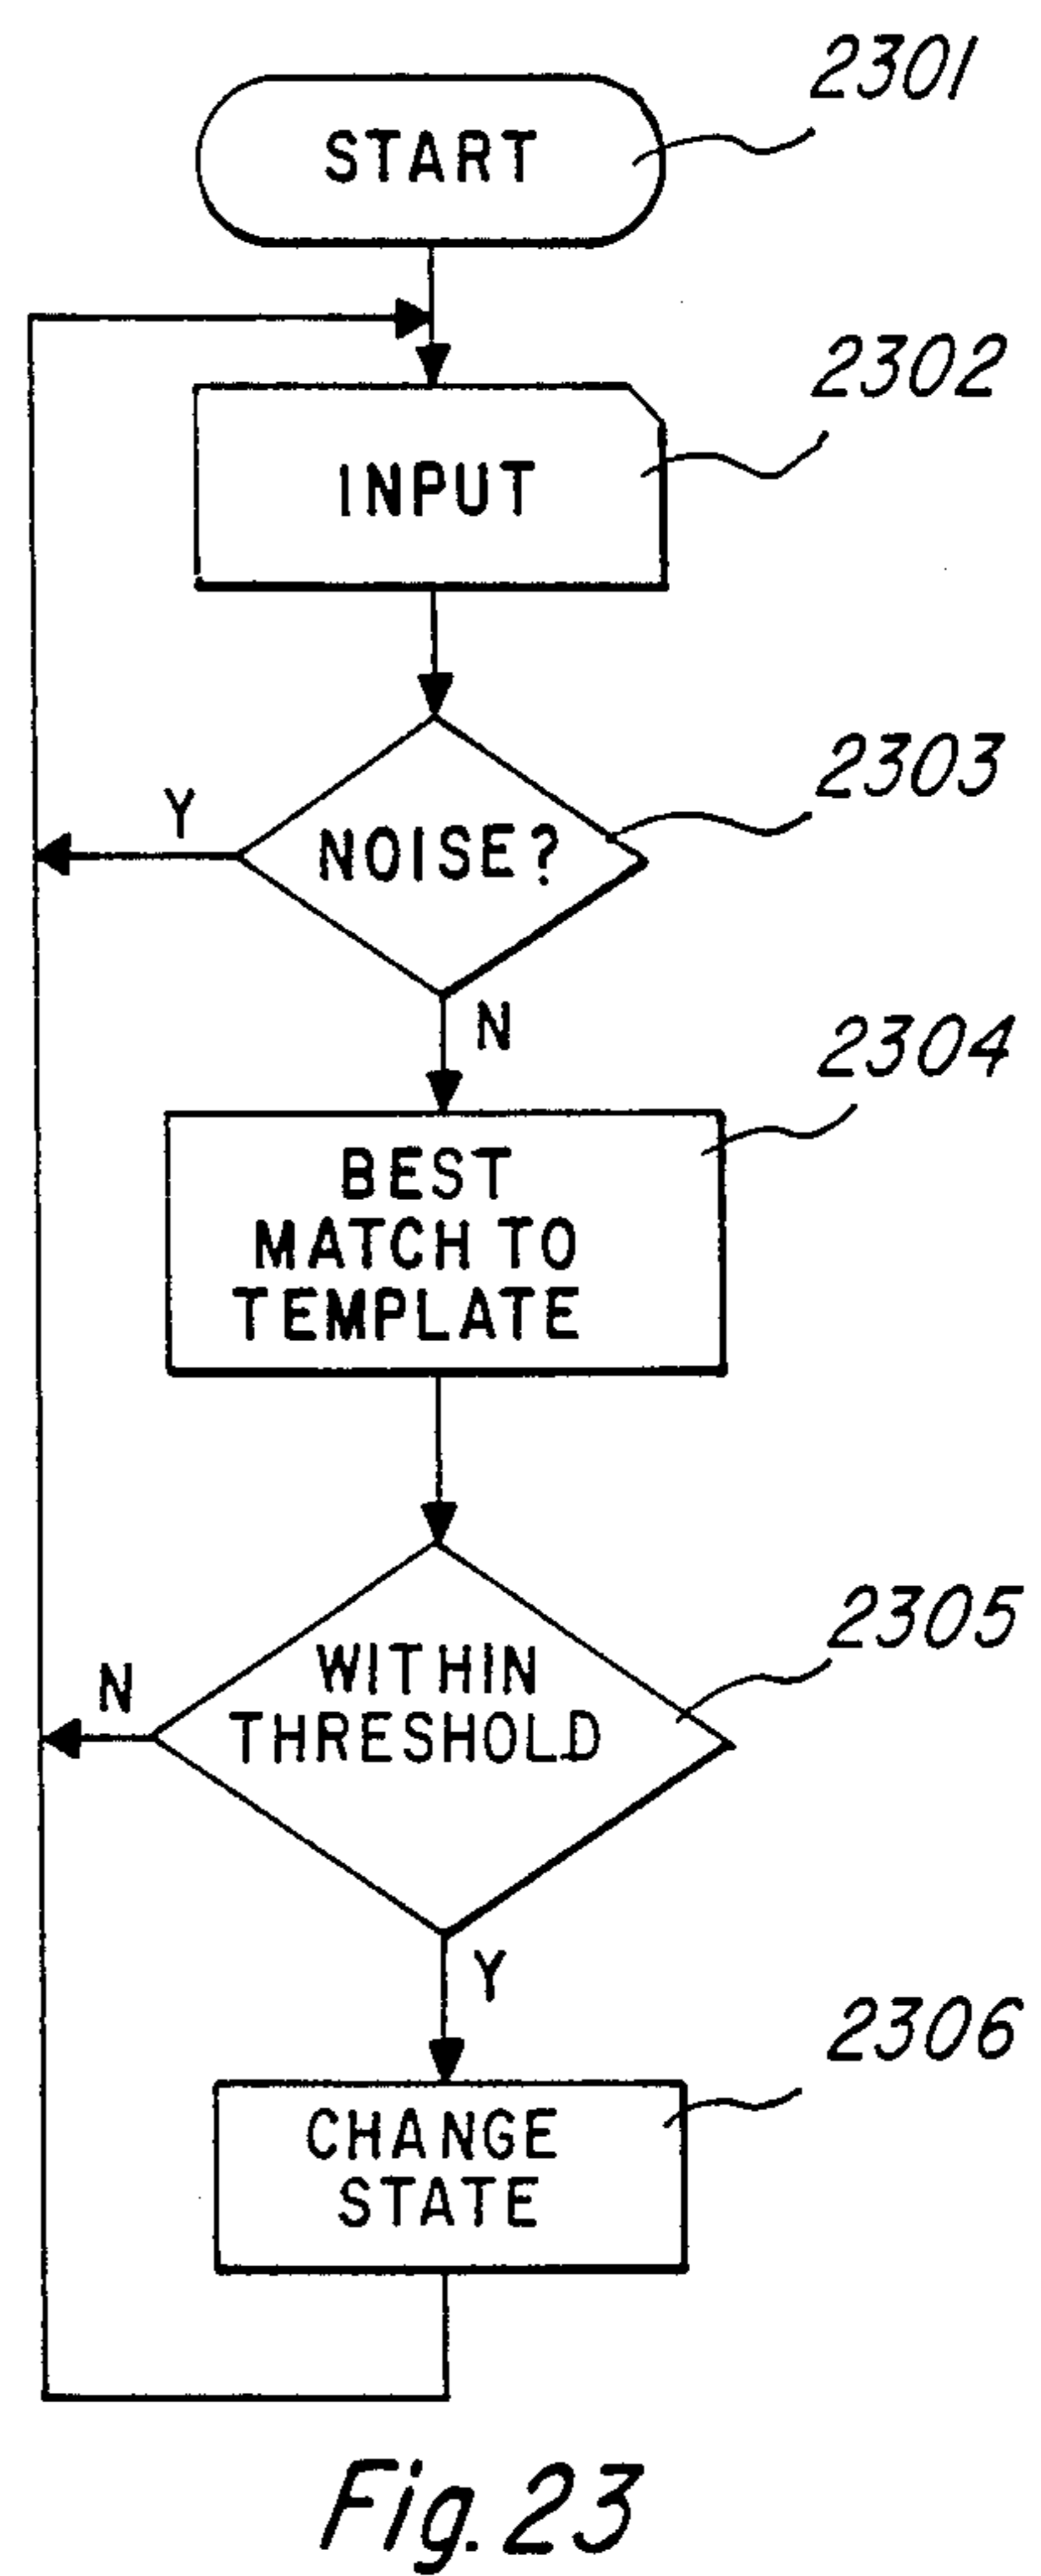 2301
START
2302
INPUT
2303
Y
NOISE?
N
2304
BEST
MATCH TO
TEMPLATE
2305
N
WITHIN
THRESHOLD
Y
2306
CHANGE
STATE
Fig. 23